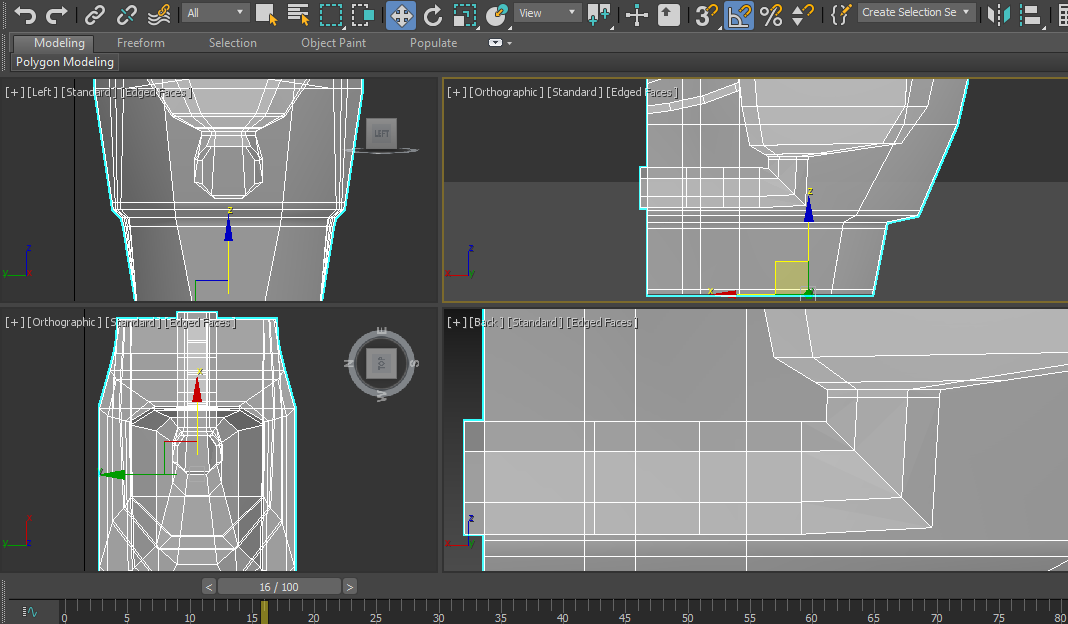 All
View
3
Create Selection Se
Modeling Freeform Selection Object Paint Populate
Polygon Modeling
[+] [Left] [Standard] [Edged Faces]
[+] [Orthographic] [Standard] [Edged Faces]
LEFT
z
z
z y
z
x y
x
[+] [Orthographic] [Standard] [Edged Faces]
[+] [Back] [Standard] [Edged Faces]
E
N TOP S
W
x
y
x
y z
z
x
< 16 / 100 >
0 5 10 15 20 25 30 35 40 45 50 55 60 65 70 75 80